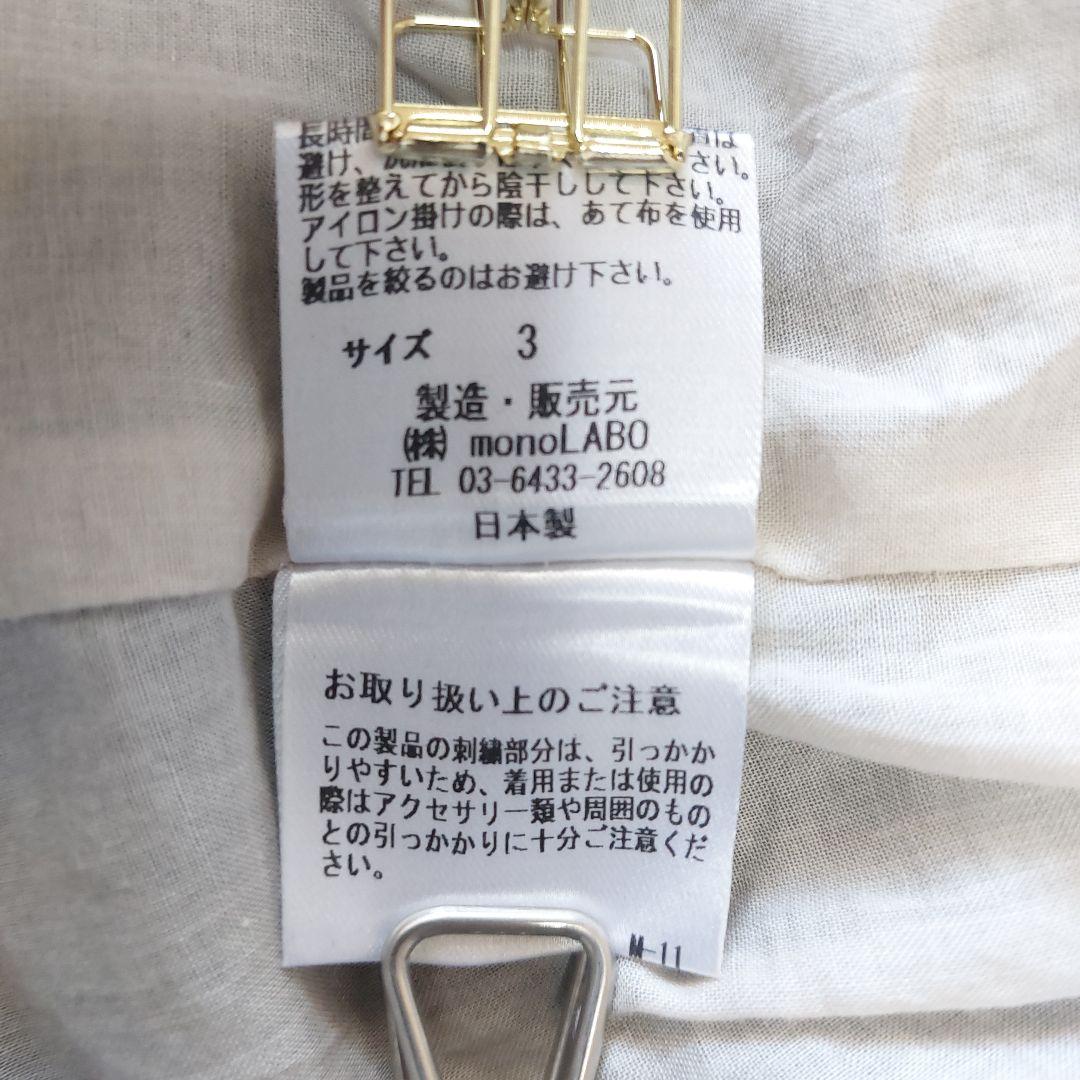 長時間 は
避け、 さい。
形を整えてから陰干しして下さい。
アイロン掛けの際は、あて布を使用
して下さい。
製品を絞るのはお避け下さい。
サイズ 3
製造・販売元
㈱ monoLABO
TEL 03-6433-2608
日本製
お取り扱い上のご注意
この製品の刺繍部分は、引っかか
りやすいため、着用または使用の
際はアクセサリー類や周囲のもの
との引っかかりに十分ご注意くだ
さい。
M-11